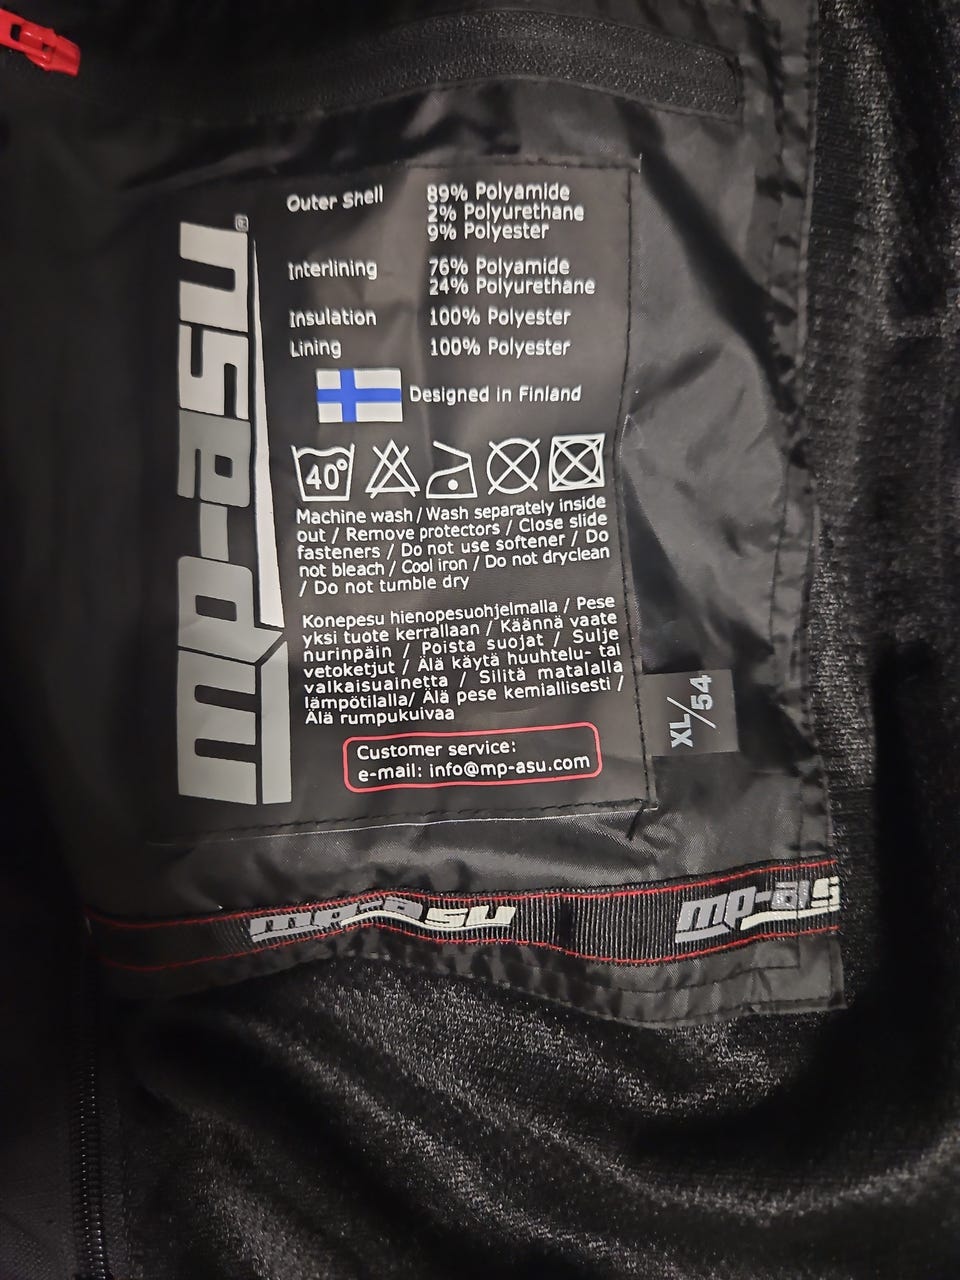 mp-asu®
Outer Shell 89% Polyamide
2% Polyurethane
9% Polyester
Interlining 76% Polyamide
24% Polyurethane
Insulation 100% Polyester
Lining 100% Polyester
Designed in Finland
40°
Machine wash / Wash separately inside
out / Remove protectors / Close slide
fasteners / Do not use softener / Do
not bleach / Cool iron / Do not dryclean
/ Do not tumble dry
Konepesu hienopesuohjelmalla / Pese
yksi tuote kerrallaan / Käännä vaate
nurinpäin / Poista suojat / Sulje
vetoketjut / Älä käytä huuhtelu- tai
valkaisuainetta / Silitä matalalla
lämpötilalla/ Älä pese kemiallisesti /
Älä rumpukuivaa
Customer service:
e-mail: info@mp-asu.com
XL/54
mp-asu mp-as